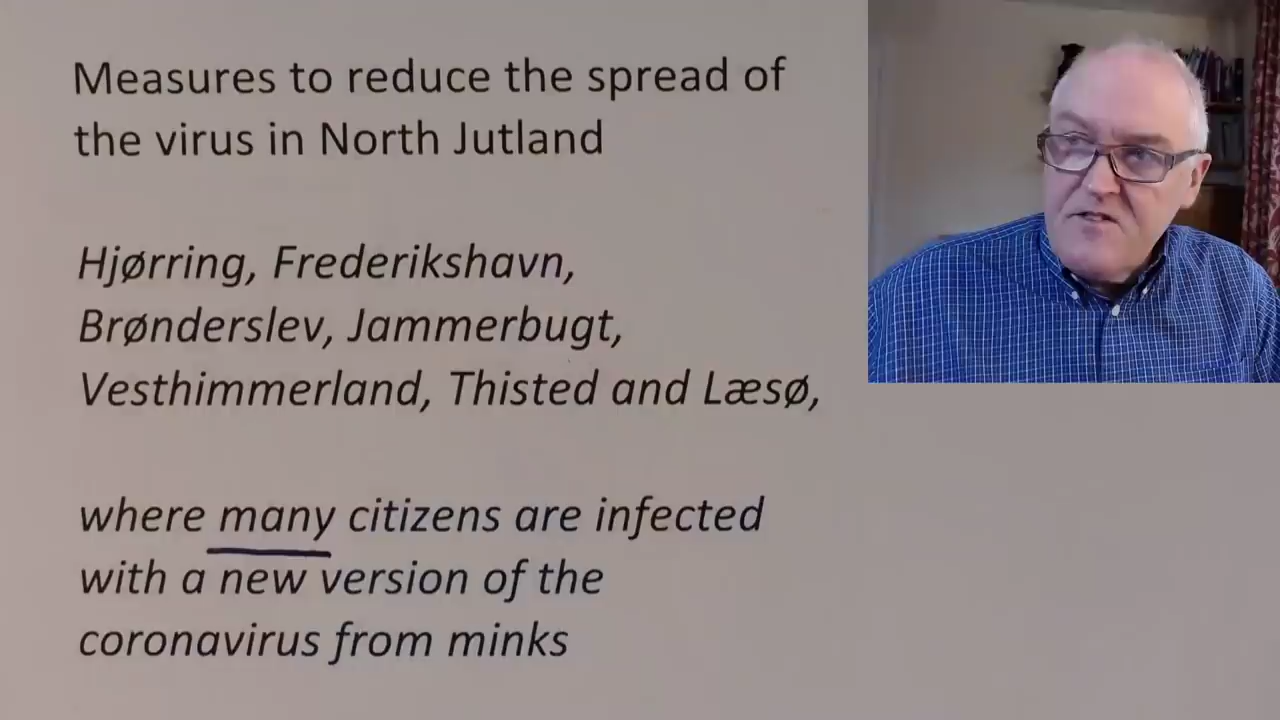 Measures to reduce the spread of
the virus in North Jutland
Hjørring, Frederikshavn,
Brønderslev, Jammerbugt,
Vesthimmerland, Thisted and Læsø,
where many citizens are infected
with a new version of the
coronavirus from minks